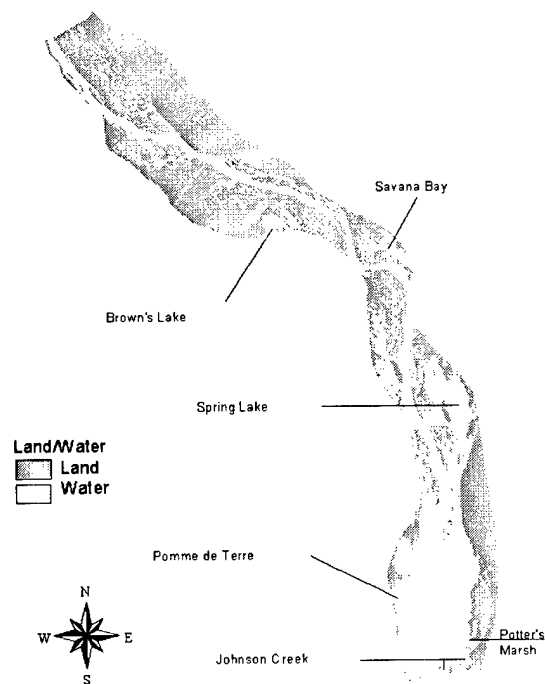 Savana Bay
Brown's Lake
Spring Lake
Land/Water
Land
Water
Pomme de Terre
N
W E
S
Potter's
Marsh
Johnson Creek